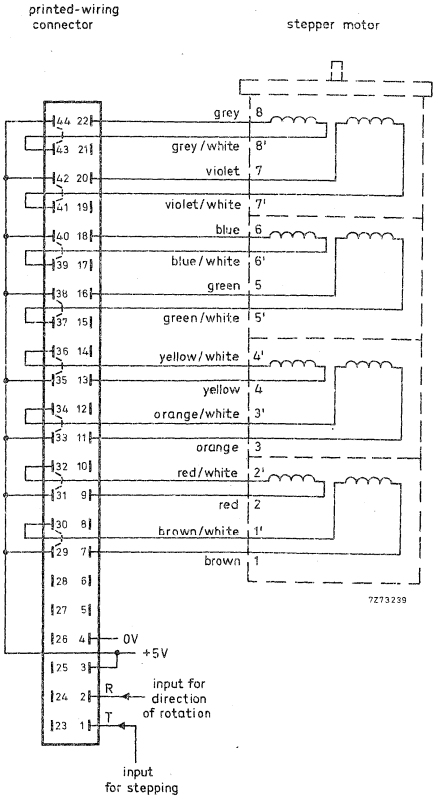 printed-wiring
connector
stepper motor
grey 8
44 22
grey/white 8'
43 21
violet 7
42 20
violet/white 7'
41 19
blue 6
40 18
blue/white 6'
39 17
green 5
38 16
green/white 5'
37 15
yellow/white 4'
36 14
yellow 4
35 13
orange/white 3'
34 12
orange 3
33 11
red/white 2'
32 10
red 2
31 9
brown/white 1'
30 8
brown 1
29 7
28 6
27 5
7Z73239
26 4 0V
+5V
25 3
24 2 R
input for
direction
of rotation
23 1 T
input
for stepping